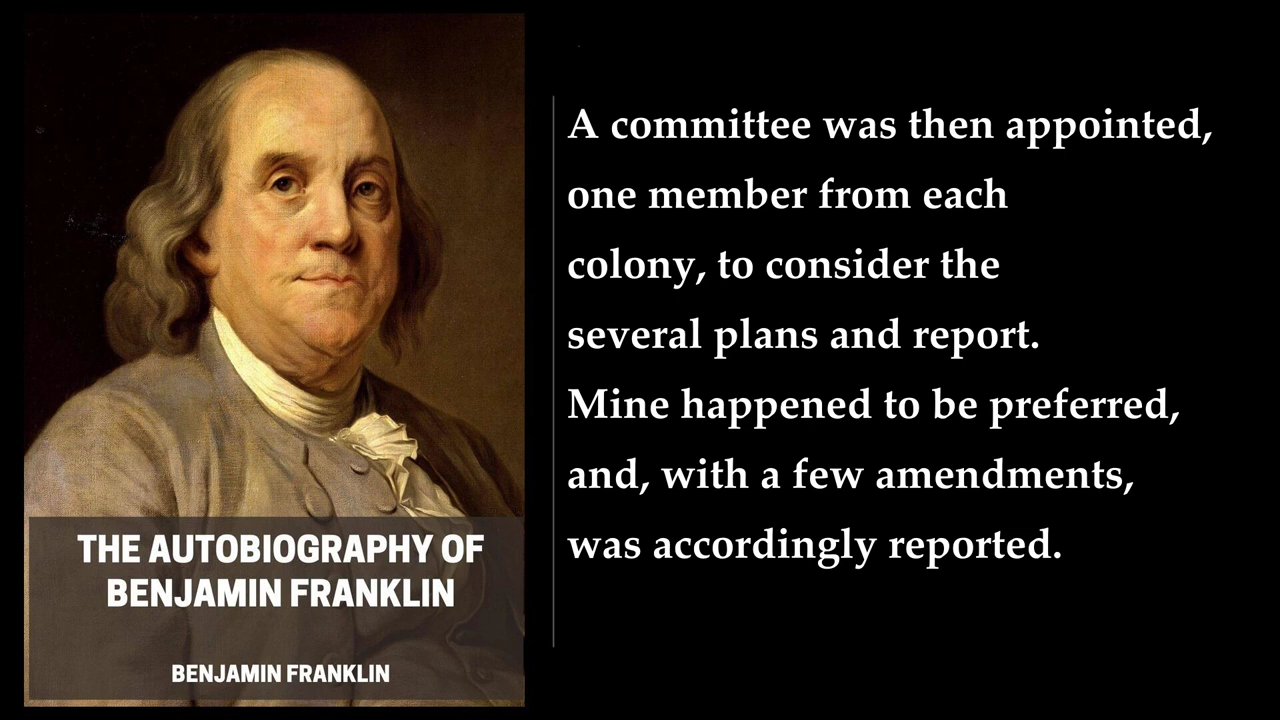 THE AUTOBIOGRAPHY OF
BENJAMIN FRANKLIN
BENJAMIN FRANKLIN
A committee was then appointed,
one member from each
colony, to consider the
several plans and report.
Mine happened to be preferred,
and, with a few amendments,
was accordingly reported.